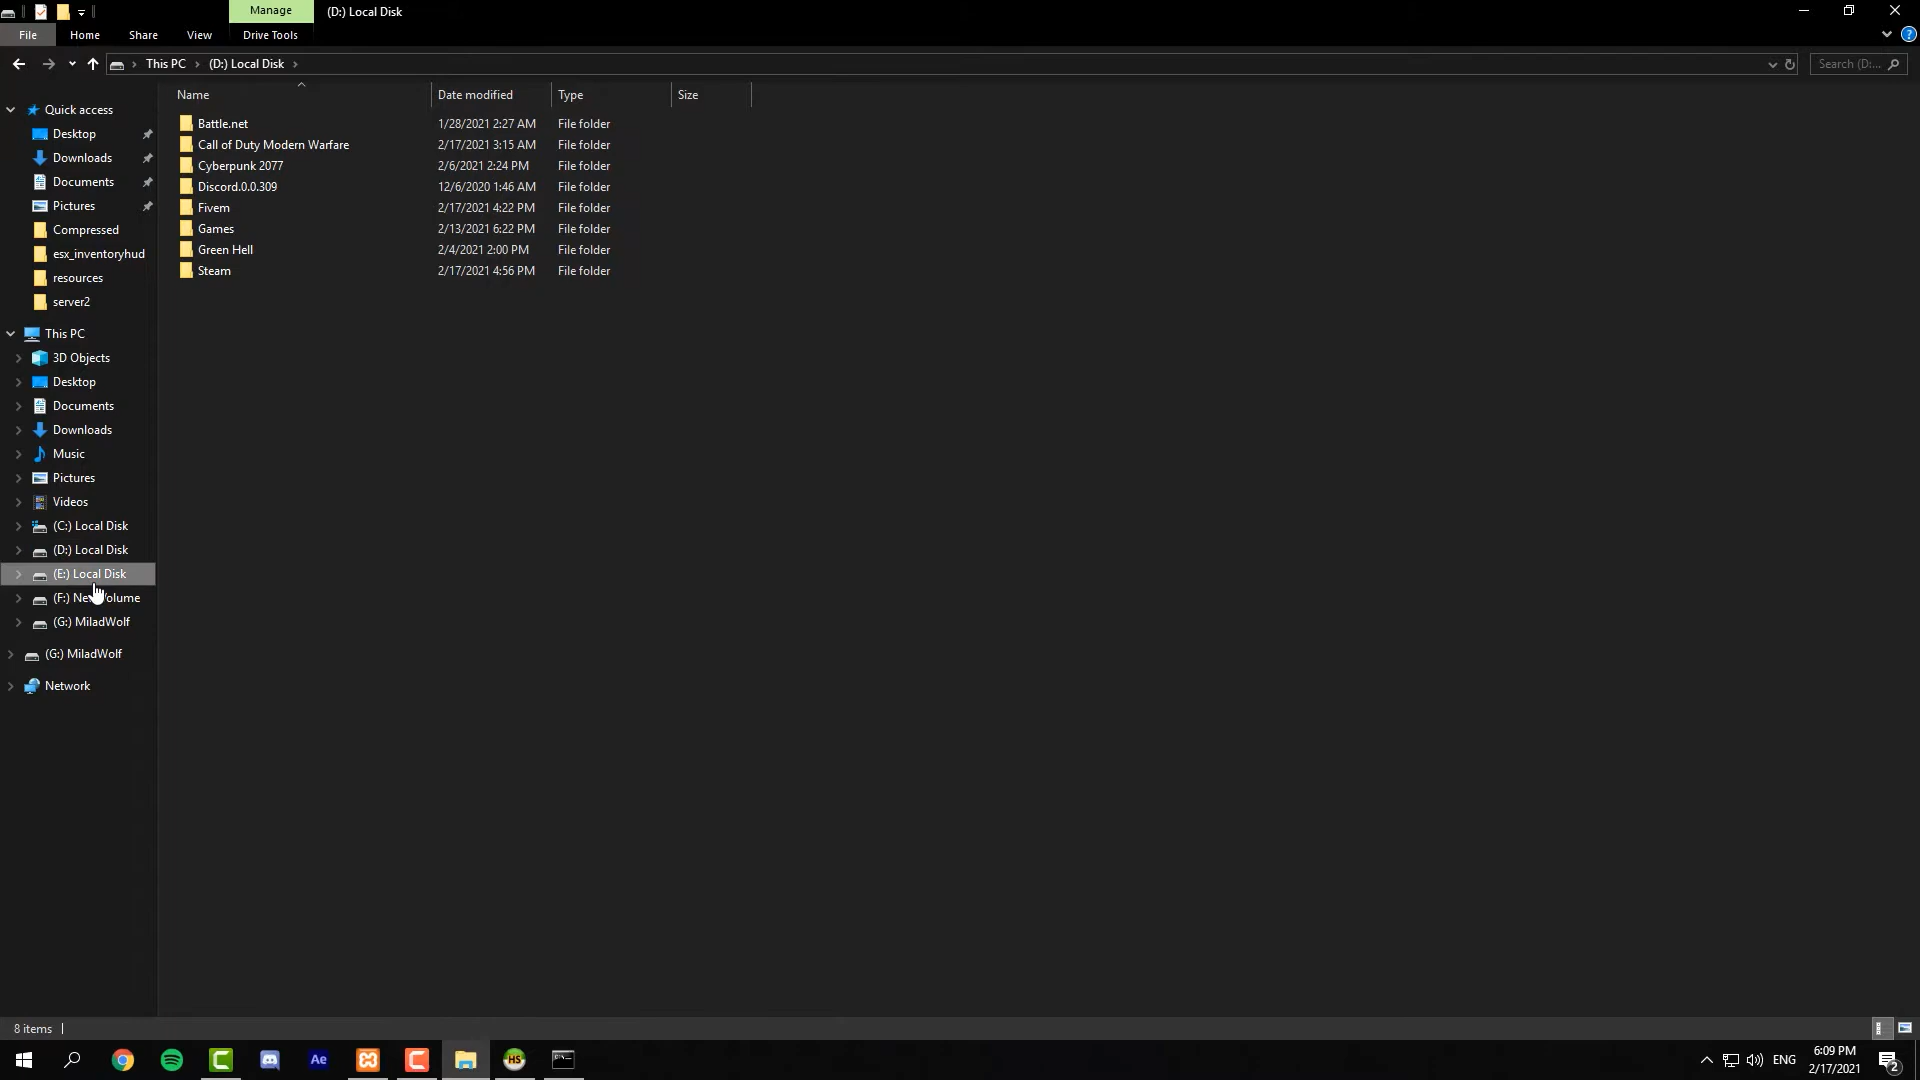 Manage
(D:) Local Disk
File
Home
Share
View
Drive Tools
This PC
(D:) Local Disk
Search (D:...
Name
Date modified
Type
Size
Battle.net 1/28/2021 2:27 AM File folder
Call of Duty Modern Warfare 2/17/2021 3:15 AM File folder
Cyberpunk 2077 2/6/2021 2:24 PM File folder
Discord.0.0.309 12/6/2020 1:46 AM File folder
Fivem 2/17/2021 4:22 PM File folder
Games 2/13/2021 6:22 PM File folder
Green Hell 2/4/2021 2:00 PM File folder
Steam 2/17/2021 4:56 PM File folder
Quick access
Desktop
Downloads
Documents
Pictures
Compressed
esx_inventoryhud
resources
server2
This PC
3D Objects
Desktop
Documents
Downloads
Music
Pictures
Videos
(C:) Local Disk
(D:) Local Disk
(E:) Local Disk
(F:)
(G:) MiladWolf
(G:) MiladWolf
Network
8 items
Ae
HS
ENG
6:09 PM
2/17/2021
2